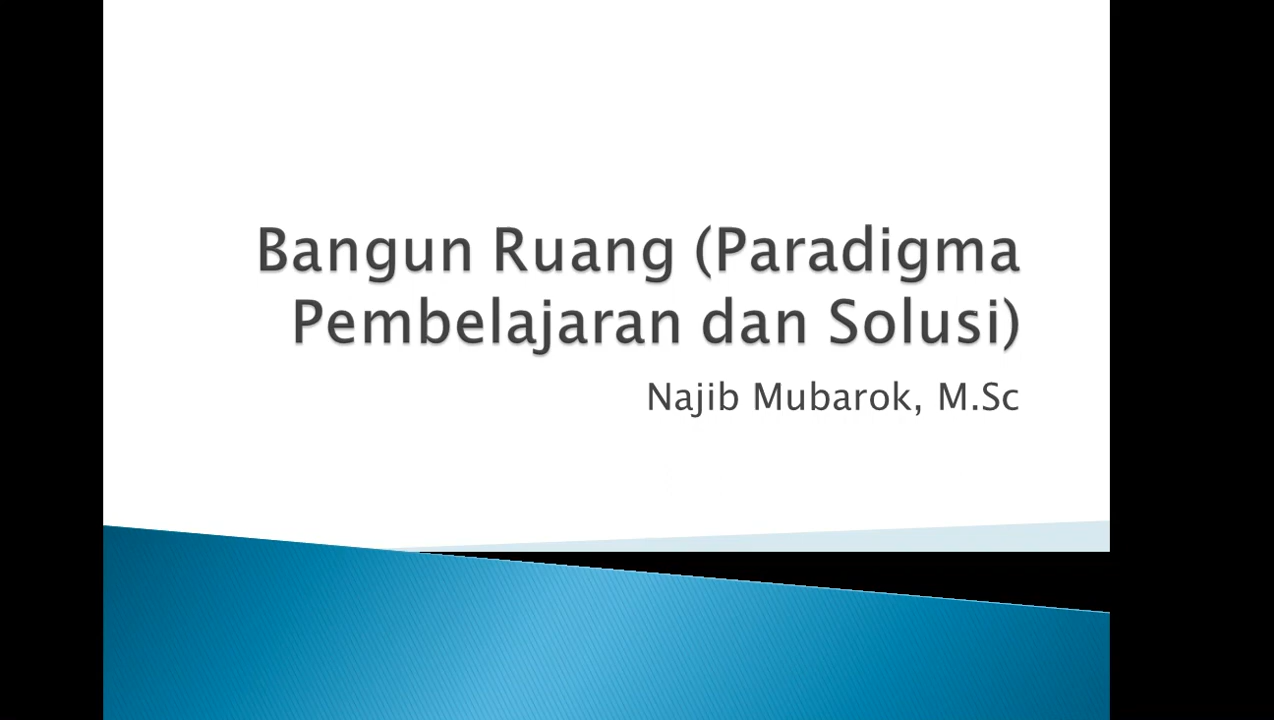 Bangun Ruang (Paradigma
Pembelajaran dan Solusi)
Najib Mubarok, M.Sc